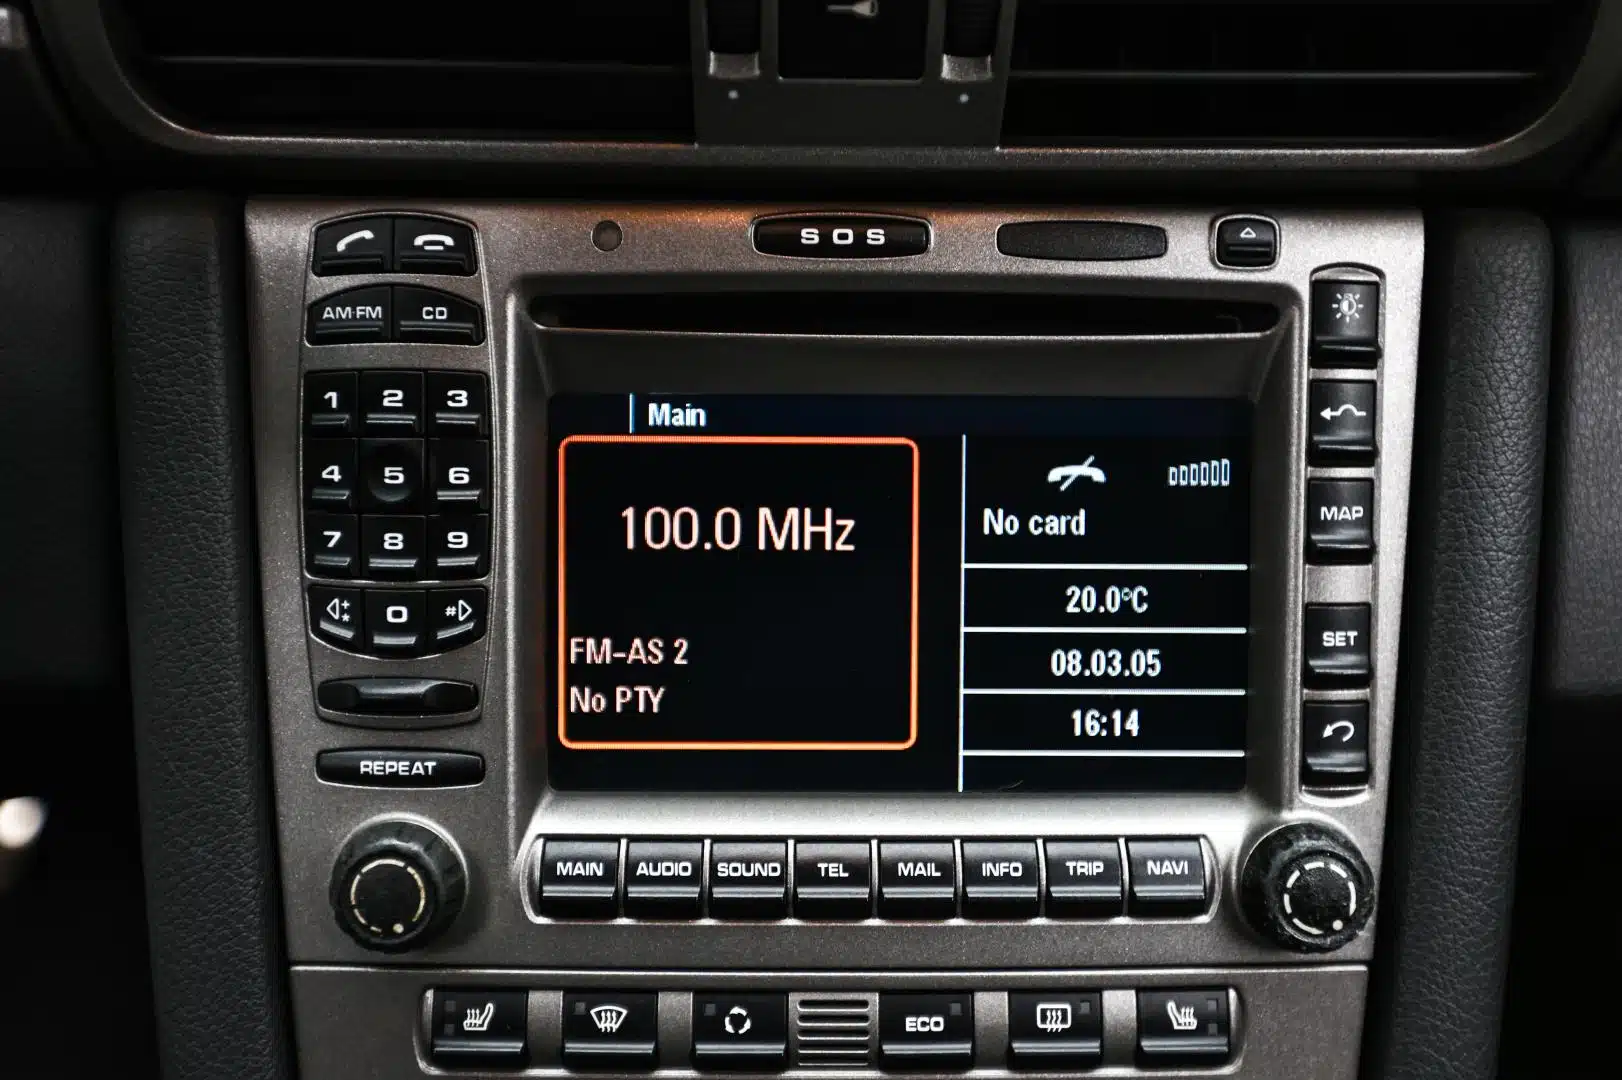 SOS
AM·FM CD
1 2 3
4 5 6
7 8 9
* 0 #
REPEAT
Main
100.0 MHz
FM-AS 2
No PTY
No card
20.0°C
08.03.05
16:14
MAP
SET
MAIN AUDIO SOUND TEL MAIL INFO TRIP NAVI
ECO